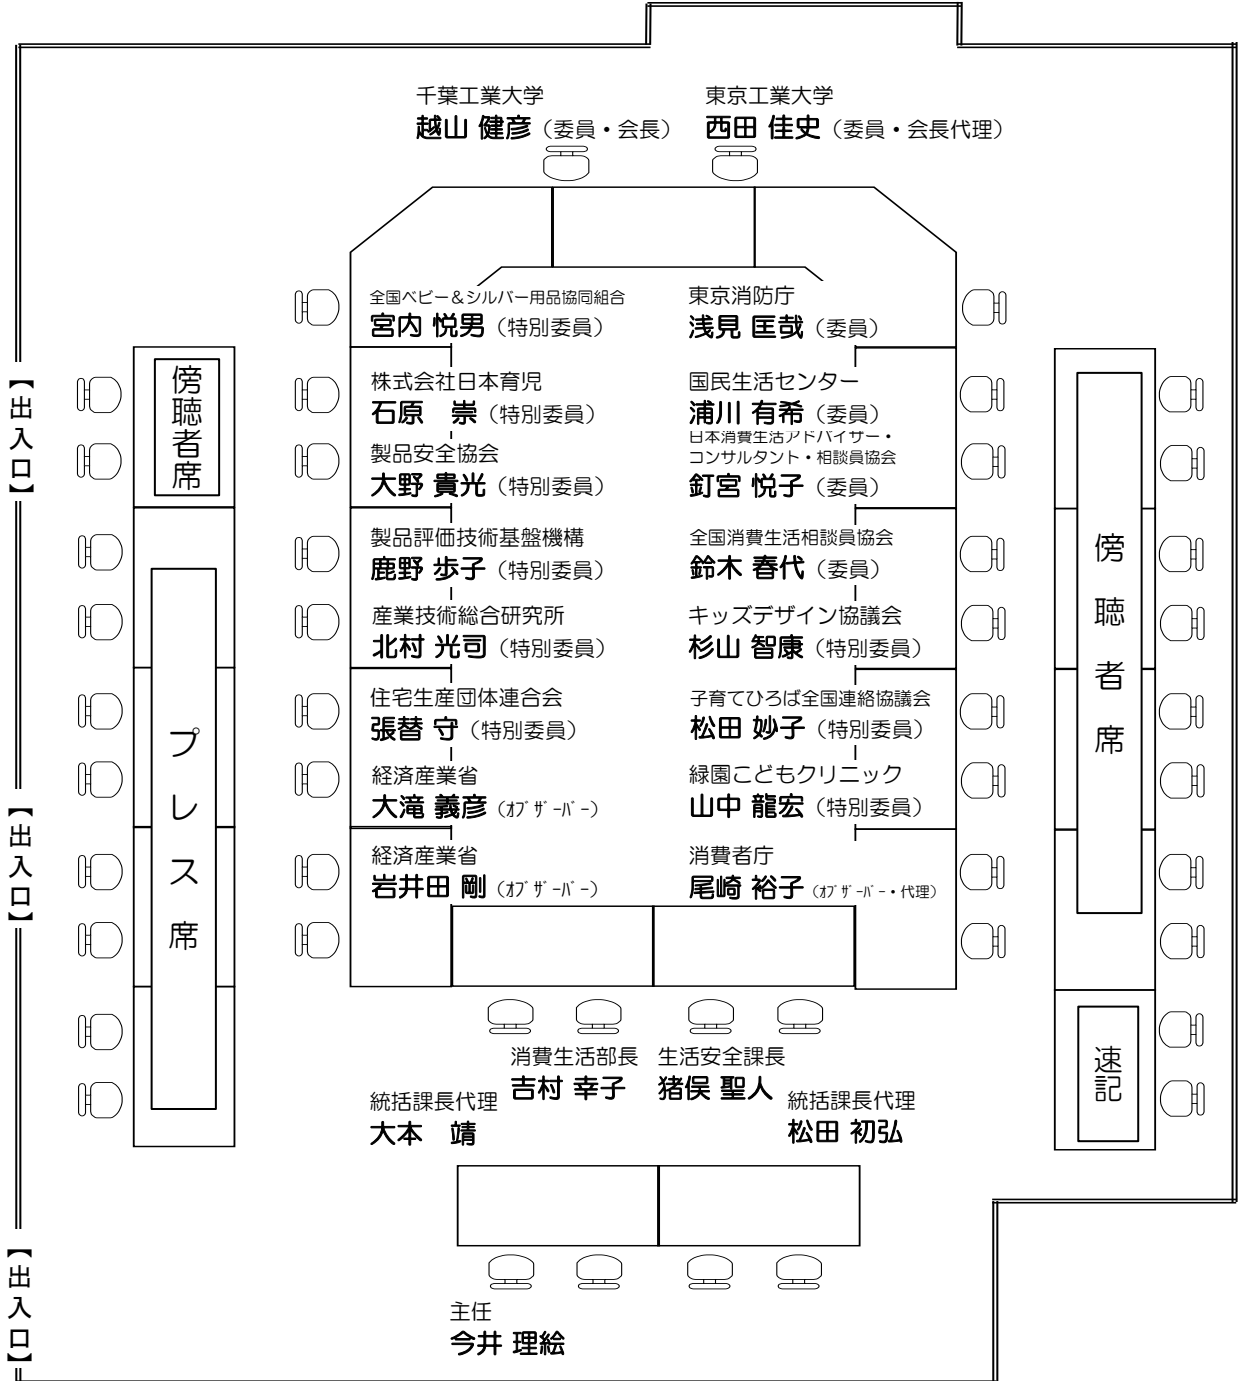 千葉工業大学
越山 健彦（委員・会長）
東京工業大学
西田 佳史（委員・会長代理）
全国ベビー＆シルバー用品協同組合
宮内 悦男（特別委員）
株式会社日本育児
石原　崇（特別委員）
製品安全協会
大野 貴光（特別委員）
製品評価技術基盤機構
鹿野 歩子（特別委員）
産業技術総合研究所
北村 光司（特別委員）
住宅生産団体連合会
張替 守（特別委員）
経済産業省
大滝 義彦（ｵﾌﾞｻﾞｰﾊﾞｰ）
経済産業省
岩井田 剛（ｵﾌﾞｻﾞｰﾊﾞｰ）
東京消防庁
浅見 匡哉（委員）
国民生活センター
浦川 有希（委員）
日本消費生活アドバイザー・
コンサルタント・相談員協会
釘宮 悦子（委員）
全国消費生活相談員協会
鈴木 春代（委員）
キッズデザイン協議会
杉山 智康（特別委員）
子育てひろば全国連絡協議会
松田 妙子（特別委員）
緑園こどもクリニック
山中 龍宏（特別委員）
消費者庁
尾崎 裕子（ｵﾌﾞｻﾞｰﾊﾞｰ・代理）
消費生活部長
吉村 幸子
生活安全課長
猪俣 聖人
統括課長代理
大本　靖
統括課長代理
松田 初弘
主任
今井 理絵
【出入口】
【出入口】
【出入口】
傍聴者席
プレス席
傍聴者席
速記